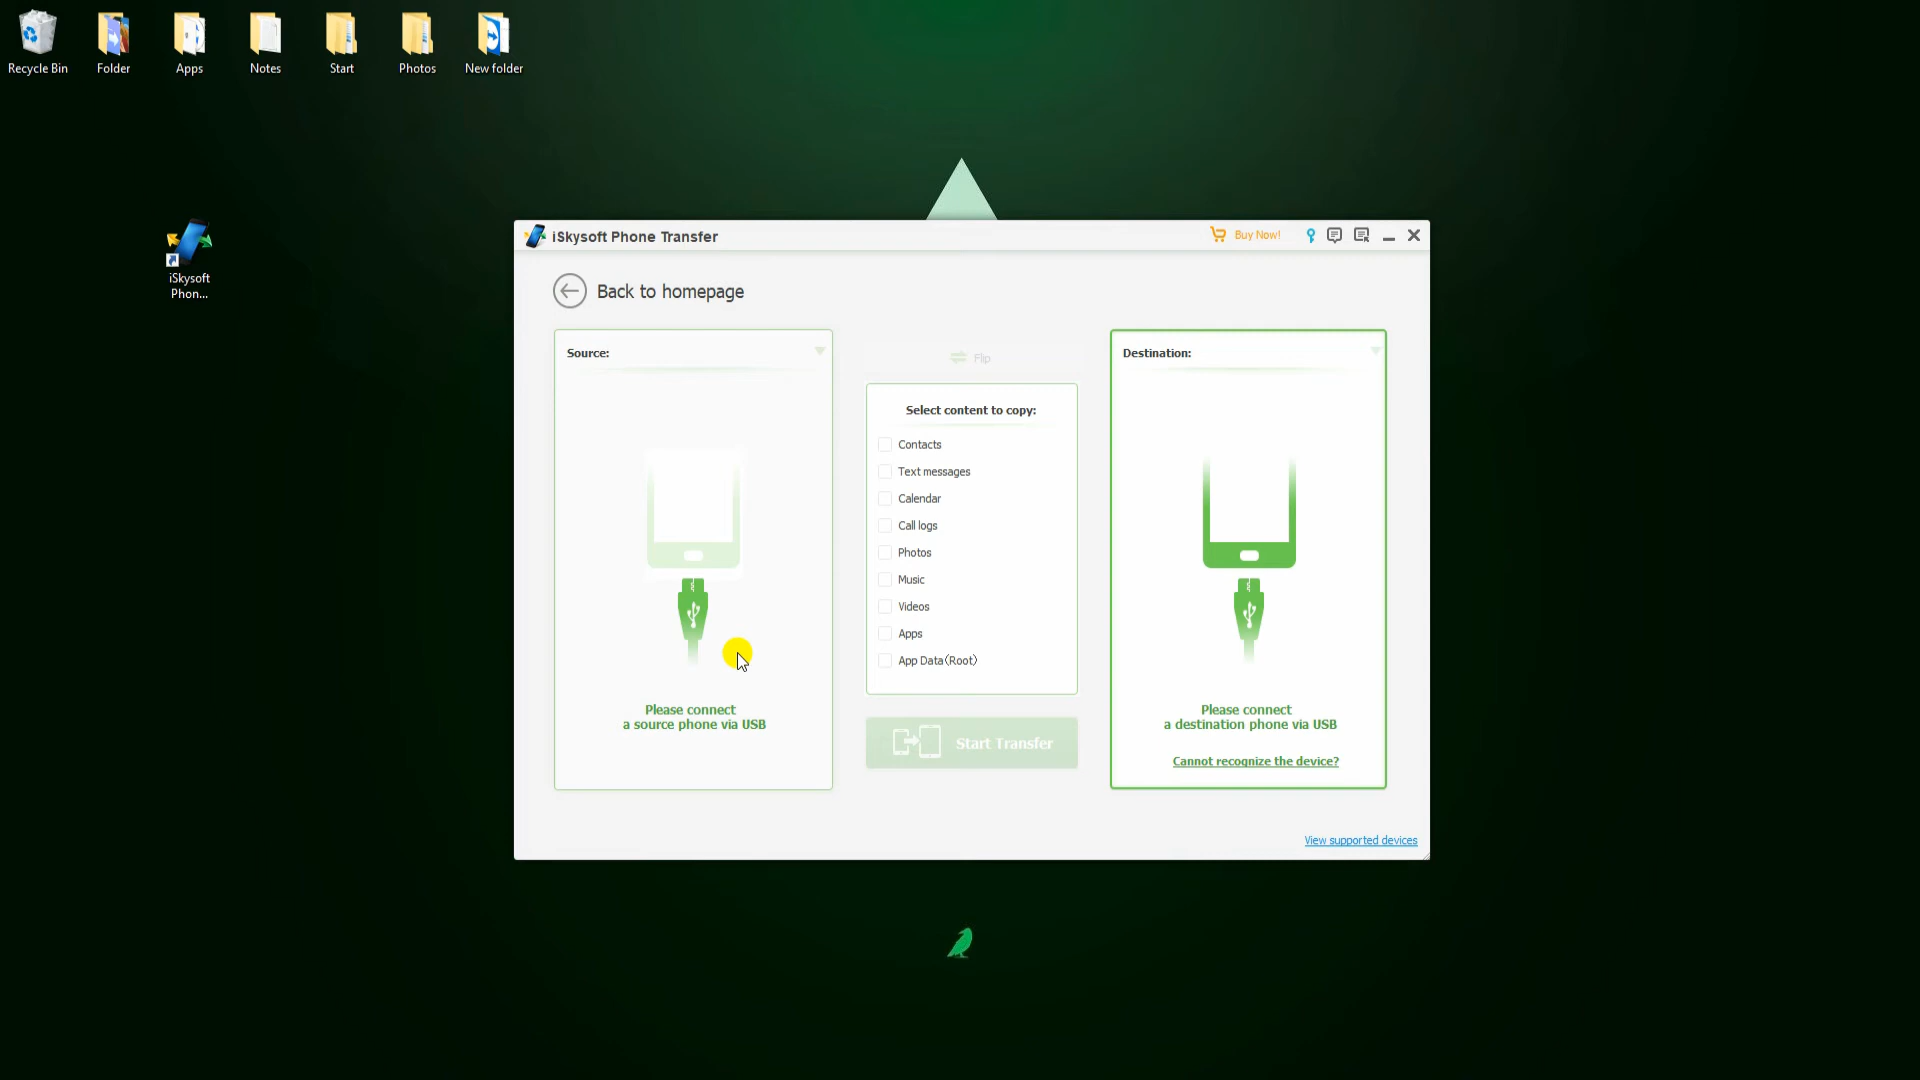 Recycle Bin
Folder
Apps
Notes
Start
Photos
New folder
iSkysoft
Phon...
iSkysoft Phone Transfer
Buy Now!
Back to homepage
Source:
Flip
Destination:
Select content to copy:
Contacts
Text messages
Calendar
Call logs
Photos
Music
Videos
Apps
App Data(Root)
Please connect
a source phone via USB
Start Transfer
Please connect
a destination phone via USB
Cannot recognize the device?
View supported devices